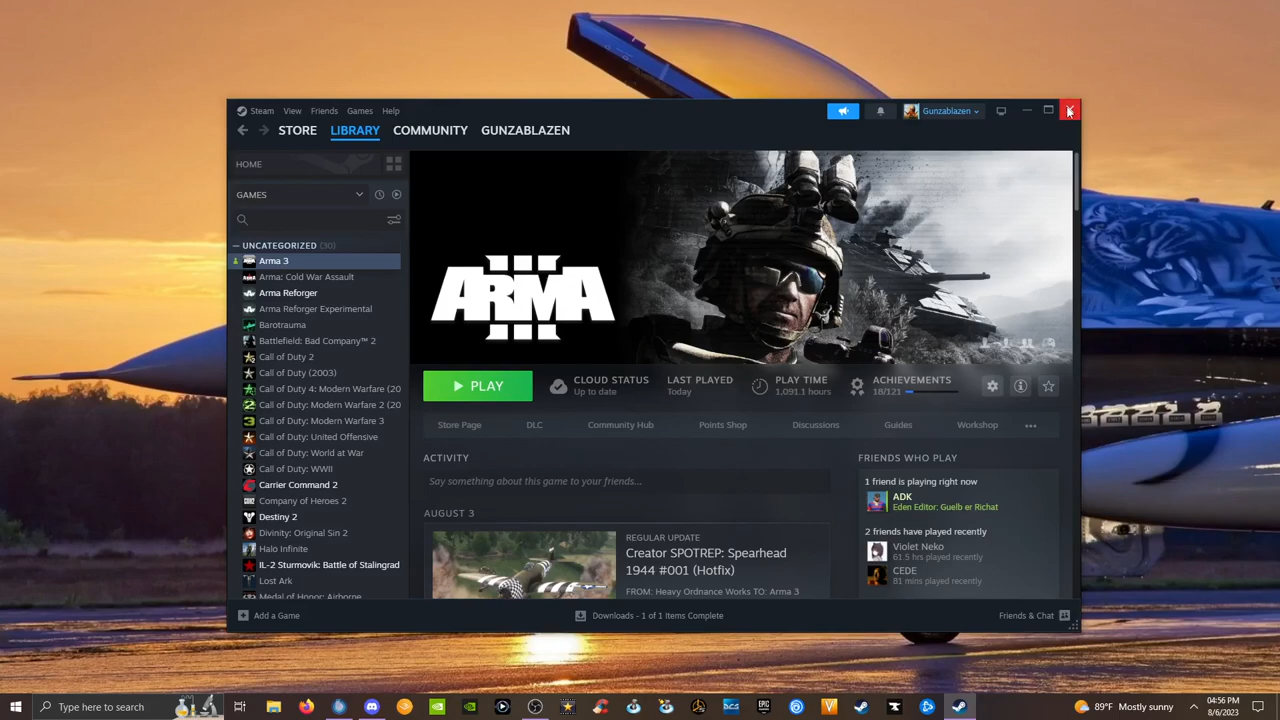 Steam View Friends Games Help
Gunzablazen
STORE LIBRARY COMMUNITY GUNZABLAZEN
HOME
GAMES
UNCATEGORIZED (30)
Arma 3
Arma: Cold War Assault
Arma Reforger
Arma Reforger Experimental
Barotrauma
Battlefield: Bad Company™ 2
Call of Duty 2
Call of Duty (2003)
Call of Duty 4: Modern Warfare (20
Call of Duty: Modern Warfare 2 (20
Call of Duty: Modern Warfare 3
Call of Duty: United Offensive
Call of Duty: World at War
Call of Duty: WWII
Carrier Command 2
Company of Heroes 2
Destiny 2
Divinity: Original Sin 2
Halo Infinite
IL-2 Sturmovik: Battle of Stalingrad
Lost Ark
Medal of Honor: Airborne
ARMA III
PLAY
CLOUD STATUS
Up to date
LAST PLAYED
Today
PLAY TIME
1,091.1 hours
ACHIEVEMENTS
18/121
Store Page DLC Community Hub Points Shop Discussions Guides Workshop
ACTIVITY
Say something about this game to your friends...
AUGUST 3
REGULAR UPDATE
Creator SPOTREP: Spearhead
1944 #001 (Hotfix)
FROM: Heavy Ordnance Works TO: Arma 3
FRIENDS WHO PLAY
1 friend is playing right now
ADK
Eden Editor: Guelb er Richat
2 friends have played recently
Violet Neko
61.5 hrs played recently
CEDE
81 mins played recently
Add a Game
Downloads - 1 of 1 Items Complete
Friends & Chat
Type here to search
DCS
EPIC
89°F Mostly sunny
04:56 PM
8/6/2023